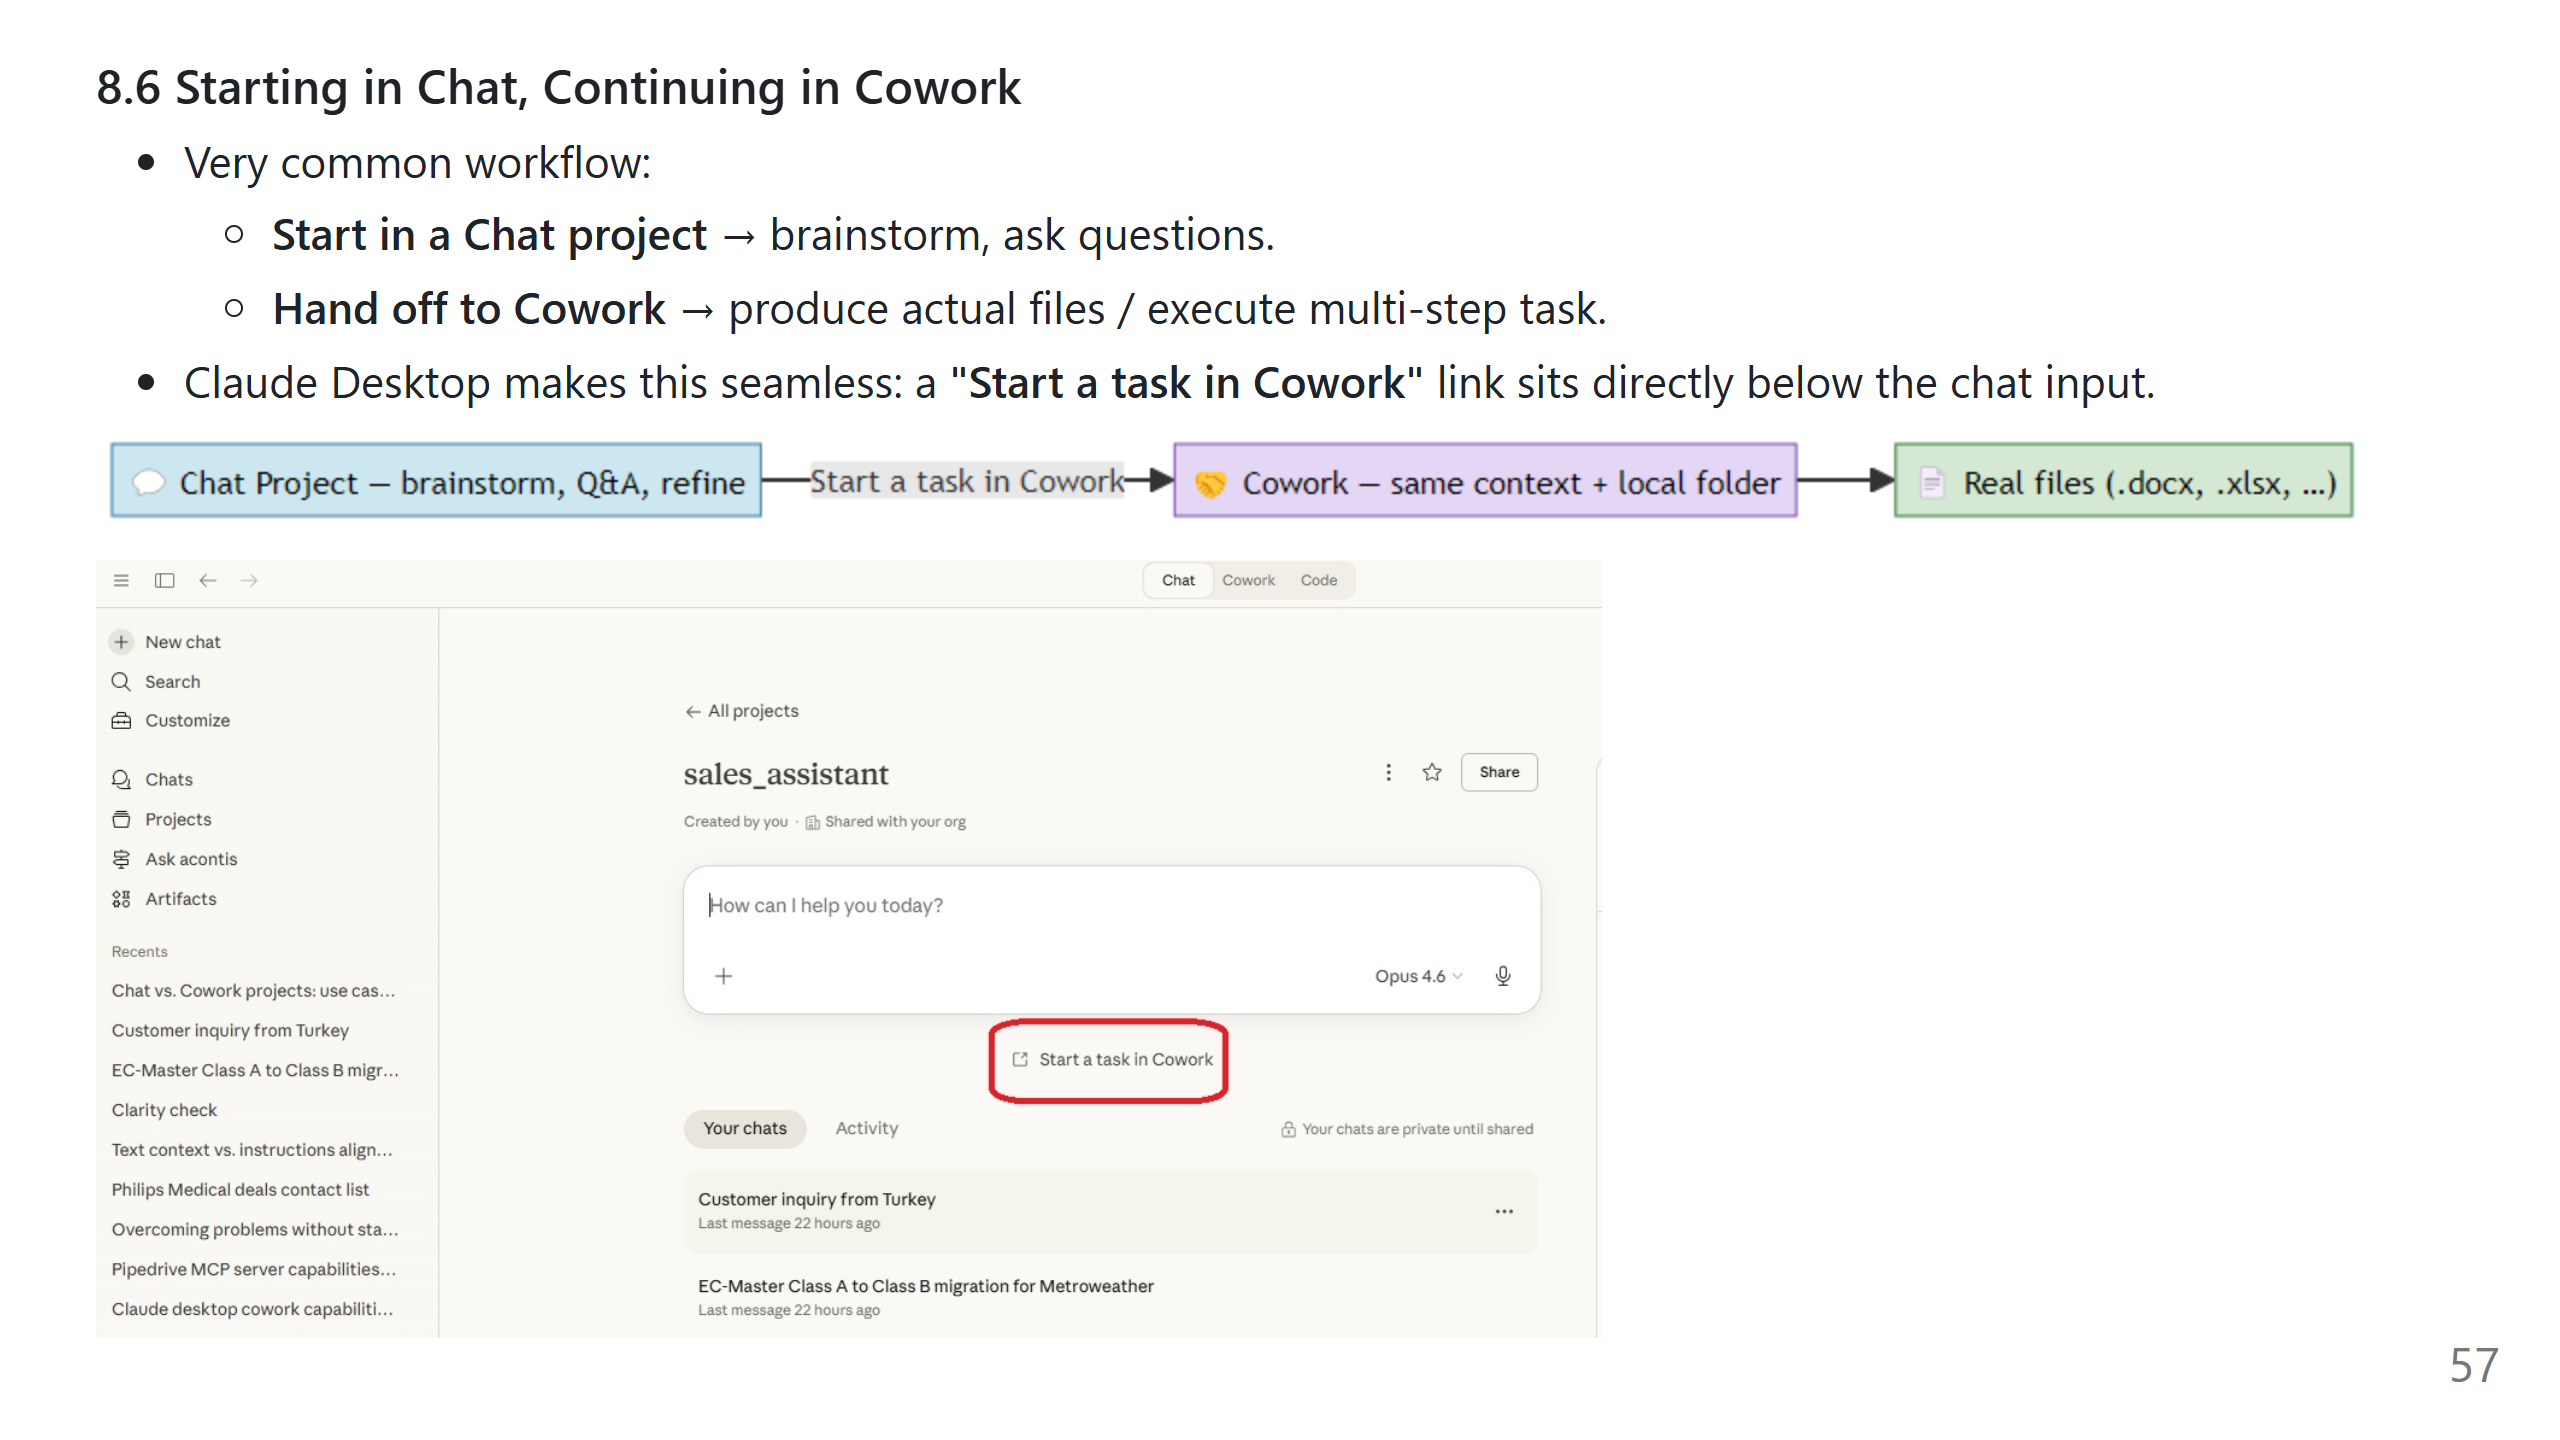 8.6 Starting in Chat, Continuing in Cowork
• Very common workflow:
○ Start in a Chat project → brainstorm, ask questions.
○ Hand off to Cowork → produce actual files / execute multi-step task.
• Claude Desktop makes this seamless: a "Start a task in Cowork" link sits directly below the chat input.
💬 Chat Project – brainstorm, Q&A, refine
Start a task in Cowork
🤝 Cowork – same context + local folder
📄 Real files (.docx, .xlsx, ...)
Chat Cowork Code
New chat
Search
Customize
Chats
Projects
Ask acontis
Artifacts
Recents
Chat vs. Cowork projects: use cas...
Customer inquiry from Turkey
EC-Master Class A to Class B migr...
Clarity check
Text context vs. instructions align...
Philips Medical deals contact list
Overcoming problems without sta...
Pipedrive MCP server capabilities...
Claude desktop cowork capabiliti...
← All projects
sales_assistant
Share
Created by you · Shared with your org
How can I help you today?
Opus 4.6
Start a task in Cowork
Your chats Activity
Your chats are private until shared
Customer inquiry from Turkey
Last message 22 hours ago
EC-Master Class A to Class B migration for Metroweather
Last message 22 hours ago
57